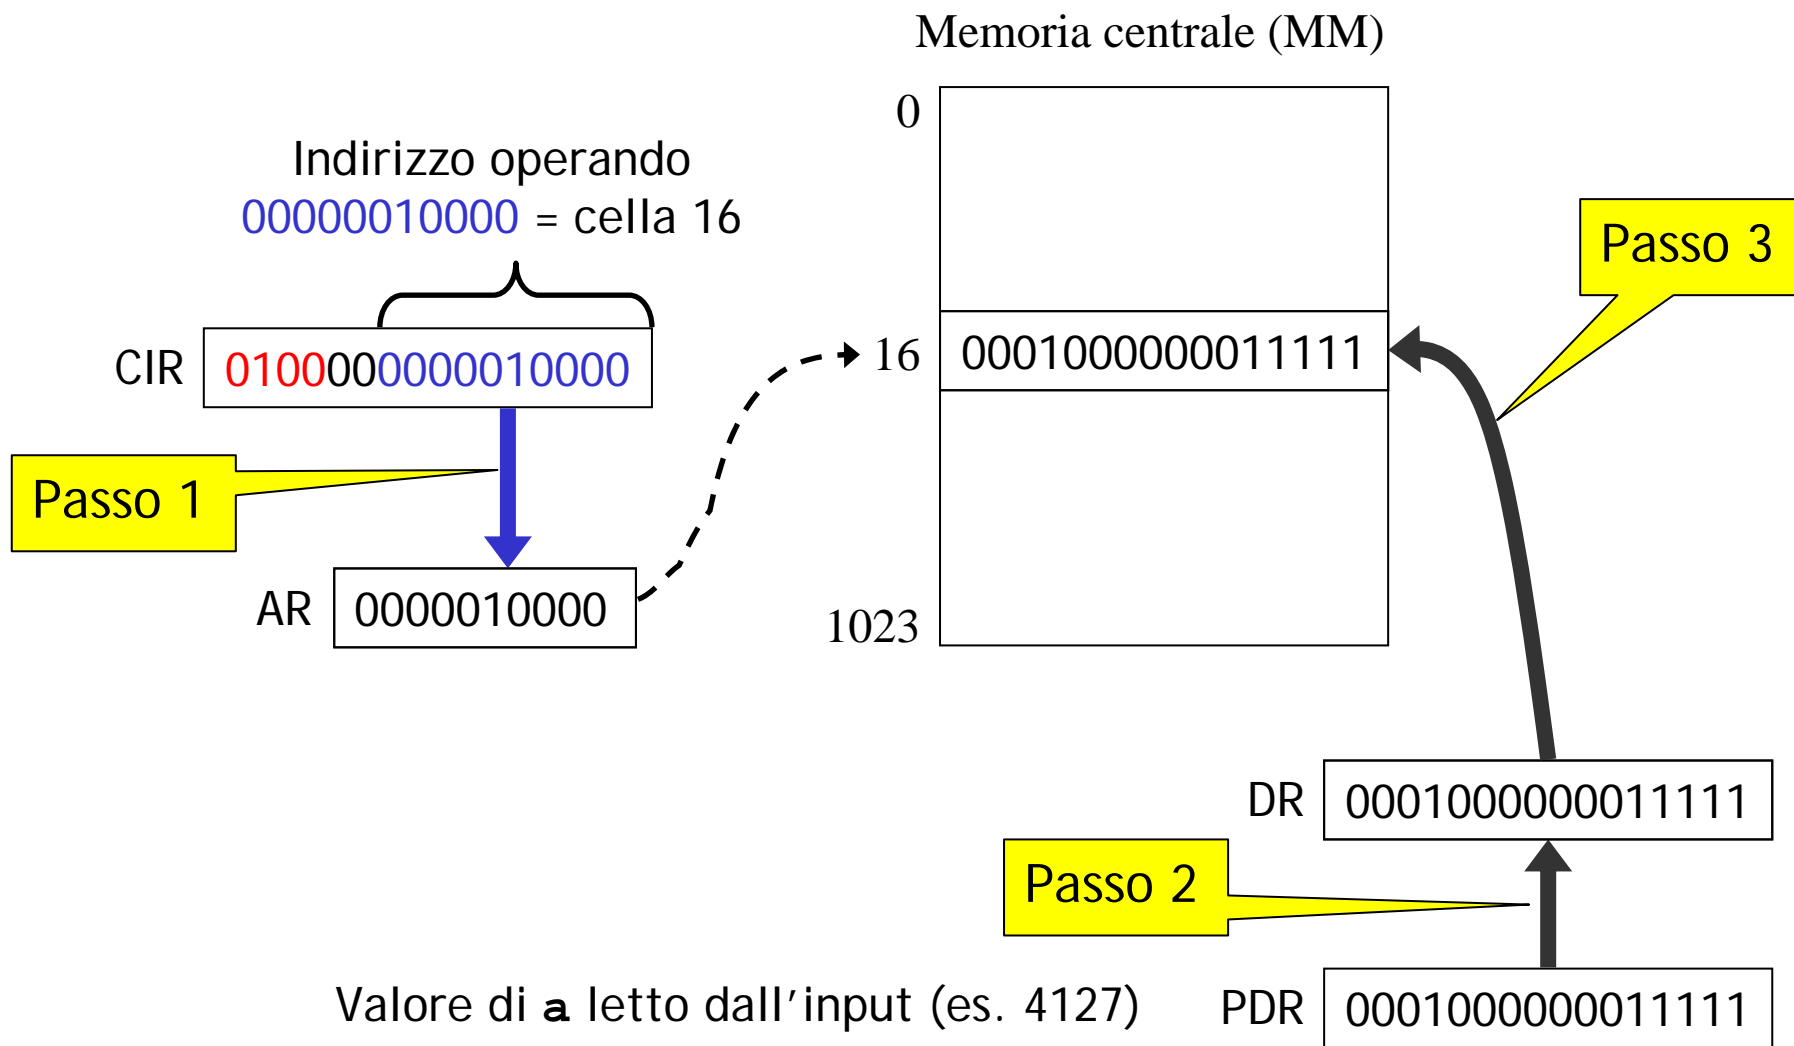 Memoria centrale (MM)
0
Indirizzo operando
00000010000 = cella 16
Passo 3
CIR 0100000000010000
16 0001000000011111
Passo 1
AR 0000010000
1023
DR 0001000000011111
Passo 2
Valore di a letto dall'input (es. 4127)
PDR 0001000000011111